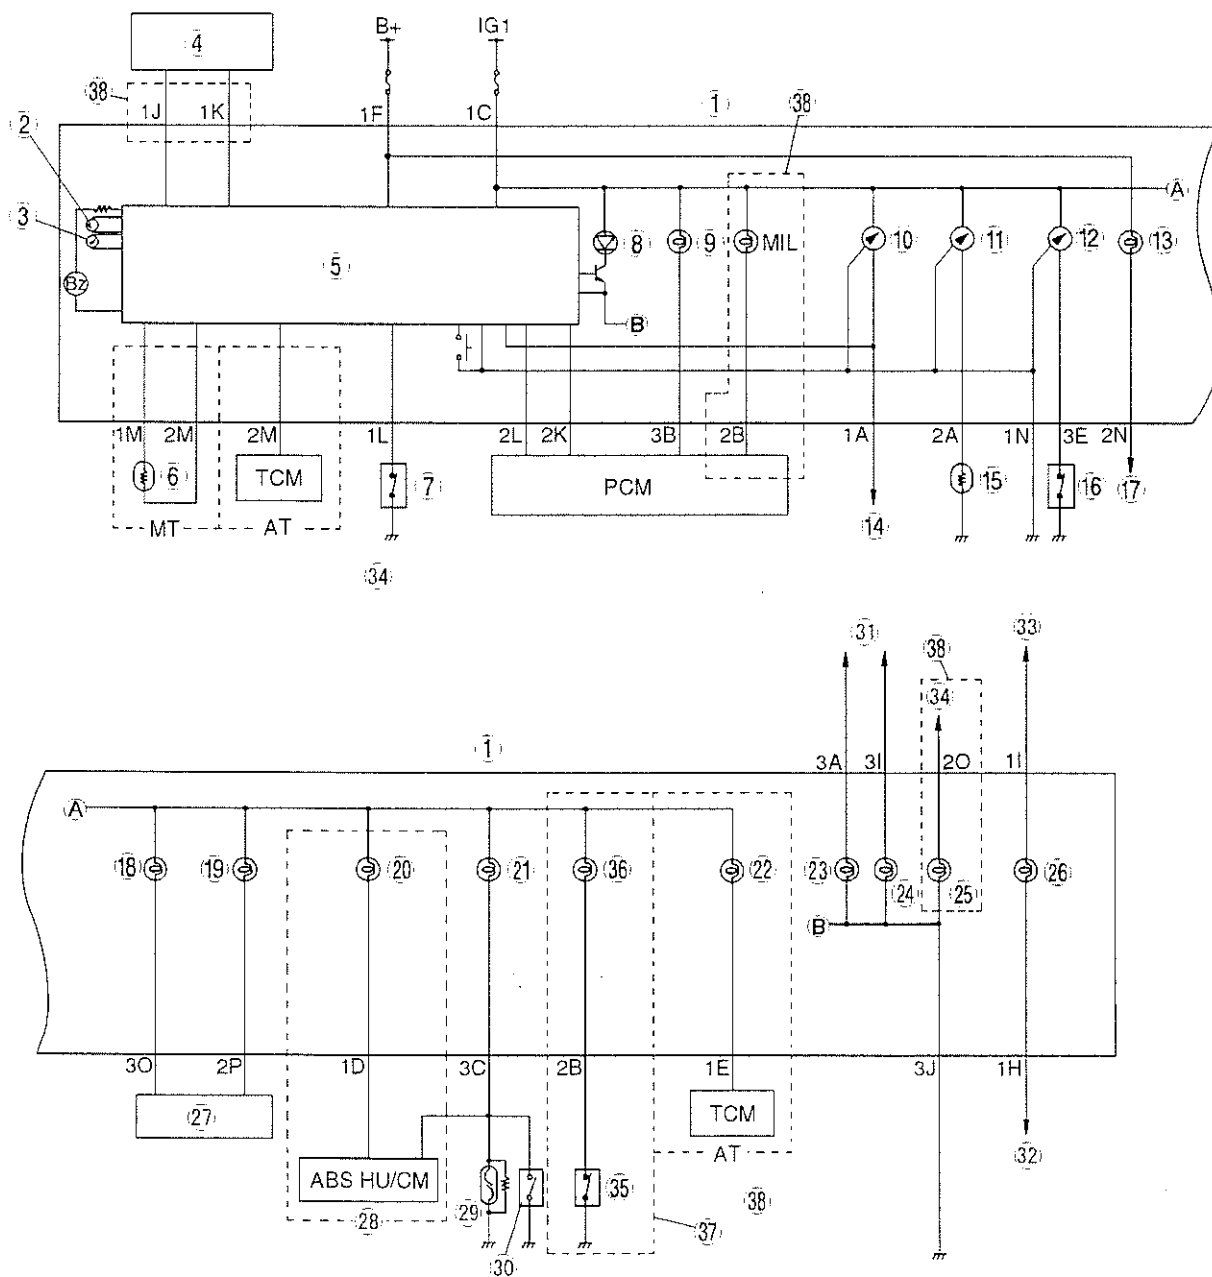 4 B+ IG1
38 1J 1K 1F 1C 1 38
2
3
A
5 8 9 MIL 10 11 12 13
Bz
B
1M 2M 2M 1L 2L 2K 3B 2B 1A 2A 1N 3E 2N
6 TCM 7 PCM 15 16 17
MT AT 14
34
31 33
38
34
1 3A 3I 2O 1I
A
18 19 20 21 36 22 23 24 25 26
B
3O 2P 1D 3C 2B 1E 3J 1H
27 TCM
AT 32
ABS HU/CM 35 38
28 29 37
30